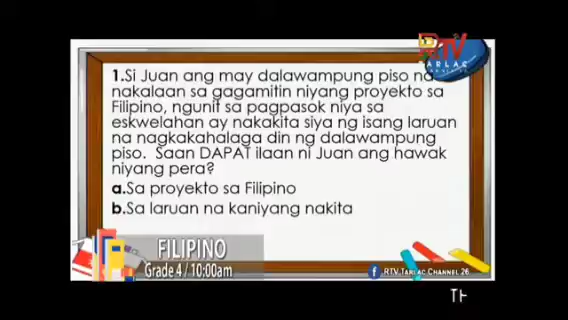 RTV
TARLAC
1.Si Juan ang may dalawampung piso na
nakalaan sa gagamitin niyang proyekto sa
Filipino, ngunit sa pagpasok niya sa
eskwelahan ay nakakita siya ng isang laruan
na nagkakahalaga din ng dalawampung
piso. Saan DAPAT ilaan ni Juan ang hawak
niyang pera?
a.Sa proyekto sa Filipino
b.Sa laruan na kaniyang nakita
FILIPINO
Grade 4 / 10:00am
f RTV Tarlac Channel 26
TH